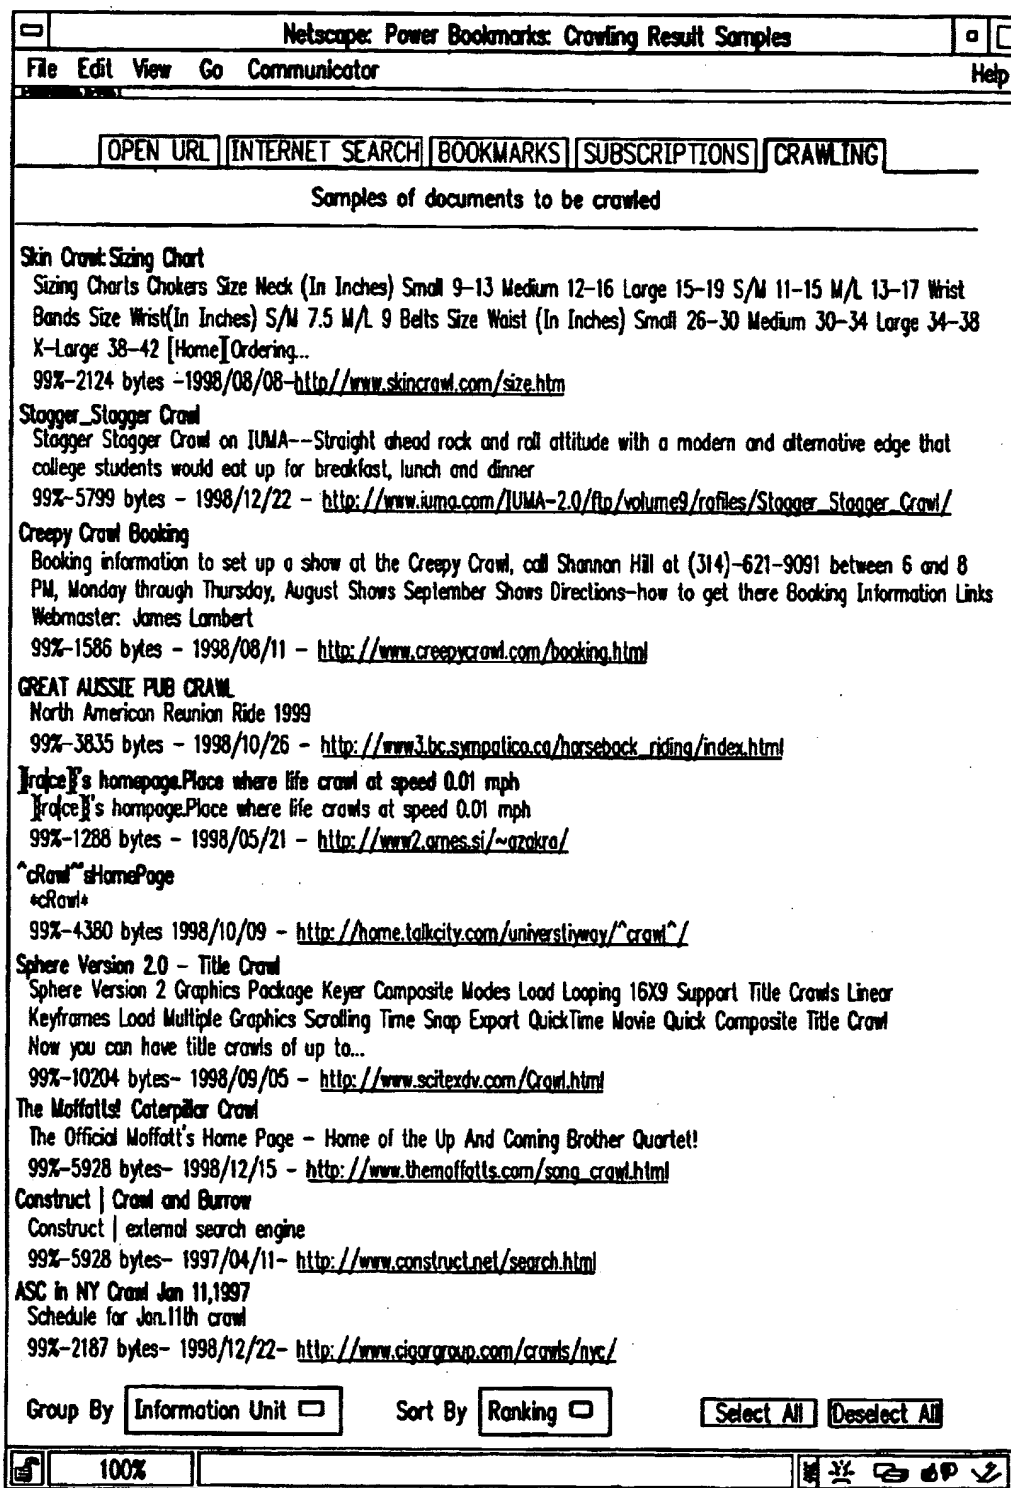 Netscape: Power Bookmarks: Crawling Result Samples
File Edit View Go Communicator Help
OPEN URL INTERNET SEARCH BOOKMARKS SUBSCRIPTIONS CRAWLING
Samples of documents to be crawled
Skin Crawl: Sizing Chart
Sizing Charts Chokers Size Neck (In Inches) Small 9-13 Medium 12-16 Large 15-19 S/M 11-15 M/L 13-17 Wrist
Bands Size Wrist(In Inches) S/M 7.5 M/L 9 Belts Size Waist (In Inches) Small 26-30 Medium 30-34 Large 34-38
X-Large 38-42 [Home][Ordering...
99%-2124 bytes -1998/08/08-http//www.skincrawl.com/size.htm
Stagger_Stagger Crawl
Stagger Stagger Crawl on IUMA--Straight ahead rock and roll attitude with a modern and alternative edge that
college students would eat up for breakfast, lunch and dinner
99%-5799 bytes - 1998/12/22 - http://www.iuma.com/IUMA-2.0/ftp/volume9/rafiles/Stagger_Stagger_Crawl/
Creepy Crawl Booking
Booking information to set up a show at the Creepy Crawl, call Shannon Hill at (314)-621-9091 between 6 and 8
PM, Monday through Thursday, August Shows September Shows Directions-how to get there Booking Information Links
Webmaster: James Lambert
99%-1586 bytes - 1998/08/11 - http://www.creepycrawl.com/booking.html
GREAT AUSSIE PUB CRAWL
North American Reunion Ride 1999
99%-3835 bytes - 1998/10/26 - http://www3.bc.sympatico.ca/horseback_riding/index.html
homepage.Place where life crawl at speed 0.01 mph
hompage.Place where life crawls at speed 0.01 mph
99%-1288 bytes - 1998/05/21 - http://www2.arnes.si/~azakra/
^cRawl^'sHomePage
*cRawl*
99%-4380 bytes 1998/10/09 - http://home.talkcity.com/universtiyway/^crawl^/
Sphere Version 2.0 - Title Crawl
Sphere Version 2 Graphics Package Keyer Composite Modes Load Looping 16X9 Support Title Crawls Linear
Keyframes Load Multiple Graphics Scrolling Time Snap Export QuickTime Movie Quick Composite Title Crawl
Now you can have title crawls of up to...
99%-10204 bytes- 1998/09/05 - http://www.scitexdv.com/Crawl.html
The Moffatts! Caterpillar Crawl
The Official Moffatt's Home Page - Home of the Up And Coming Brother Quartet!
99%-5928 bytes- 1998/12/15 - http://www.themoffatts.com/song_crawl.html
Construct | Crawl and Burrow
Construct | external search engine
99%-5928 bytes- 1997/04/11- http://www.construct.net/search.html
ASC in NY Crawl Jan 11,1997
Schedule for Jan.11th crawl
99%-2187 bytes- 1998/12/22- http://www.cigargroup.com/crawls/nyc/
Group By Information Unit Sort By Ranking Select All Deselect All
100%